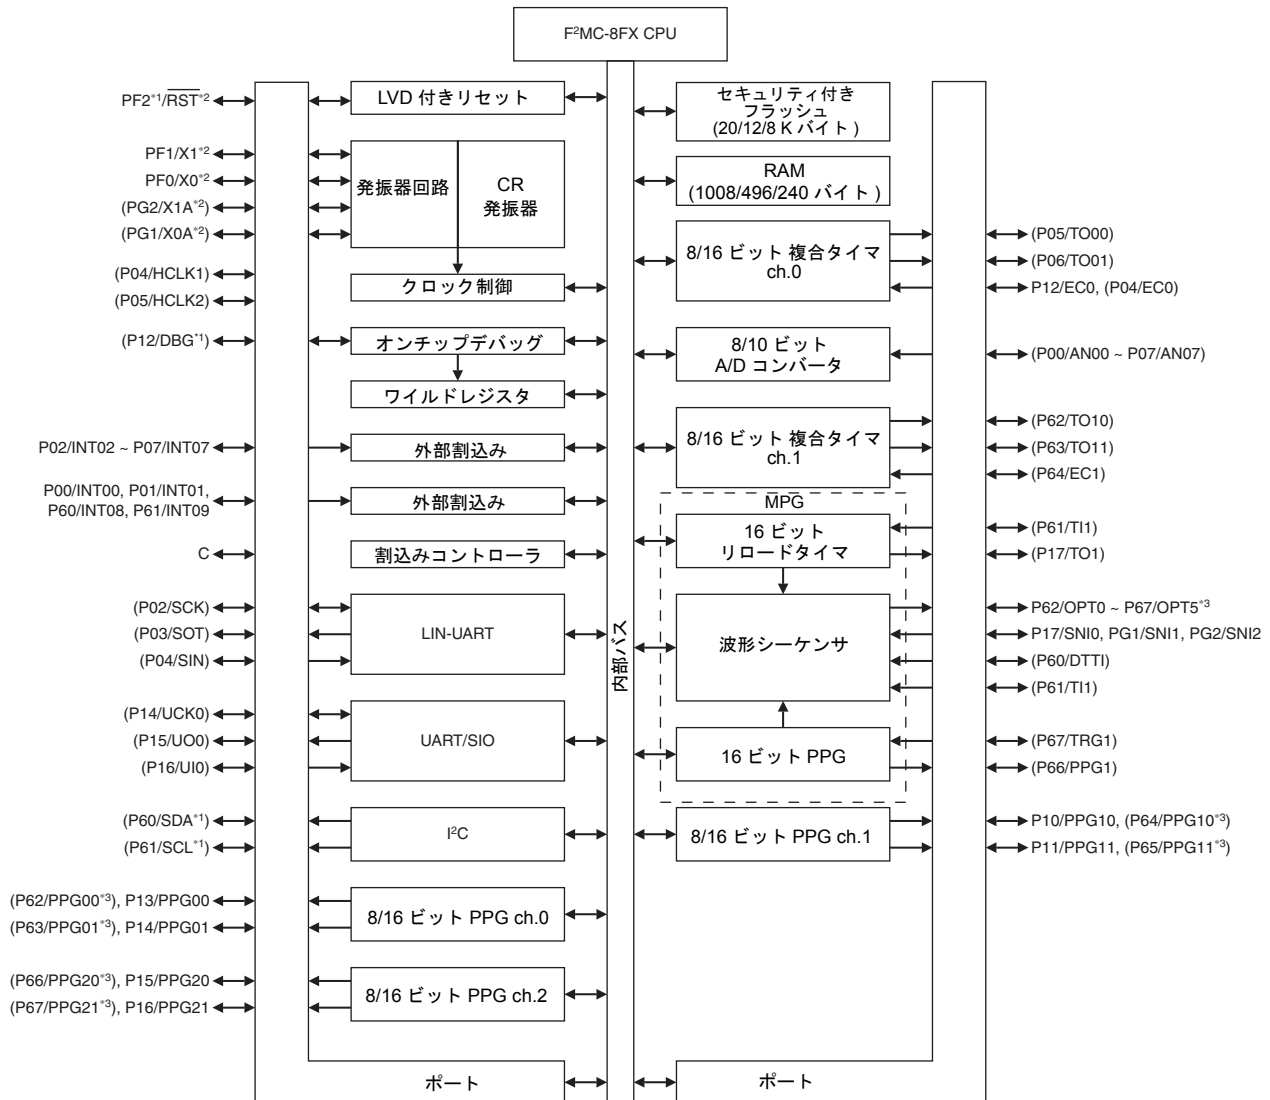 F²MC-8FX CPU
PF2*1/RST*2
PF1/X1*2
PF0/X0*2
(PG2/X1A*2)
(PG1/X0A*2)
(P04/HCLK1)
(P05/HCLK2)
(P12/DBG*1)
P02/INT02 ~ P07/INT07
P00/INT00, P01/INT01,
P60/INT08, P61/INT09
C
(P02/SCK)
(P03/SOT)
(P04/SIN)
(P14/UCK0)
(P15/UO0)
(P16/UI0)
(P60/SDA*1)
(P61/SCL*1)
(P62/PPG00*3), P13/PPG00
(P63/PPG01*3), P14/PPG01
(P66/PPG20*3), P15/PPG20
(P67/PPG21*3), P16/PPG21
LVD 付きリセット
発振器回路
CR
発振器
クロック制御
オンチップデバッグ
ワイルドレジスタ
外部割込み
外部割込み
割込みコントローラ
LIN-UART
UART/SIO
I²C
8/16 ビット PPG ch.0
8/16 ビット PPG ch.2
ポート
内部バス
セキュリティ付き
フラッシュ
(20/12/8 K バイト )
RAM
(1008/496/240 バイト )
8/16 ビット 複合タイマ
ch.0
8/10 ビット
A/D コンバータ
8/16 ビット 複合タイマ
ch.1
MPG
16 ビット
リロードタイマ
波形シーケンサ
16 ビット PPG
8/16 ビット PPG ch.1
ポート
(P05/TO00)
(P06/TO01)
P12/EC0, (P04/EC0)
(P00/AN00 ~ P07/AN07)
(P62/TO10)
(P63/TO11)
(P64/EC1)
(P61/TI1)
(P17/TO1)
P62/OPT0 ~ P67/OPT5*3
P17/SNI0, PG1/SNI1, PG2/SNI2
(P60/DTTI)
(P61/TI1)
(P67/TRG1)
(P66/PPG1)
P10/PPG10, (P64/PPG10*3)
P11/PPG11, (P65/PPG11*3)